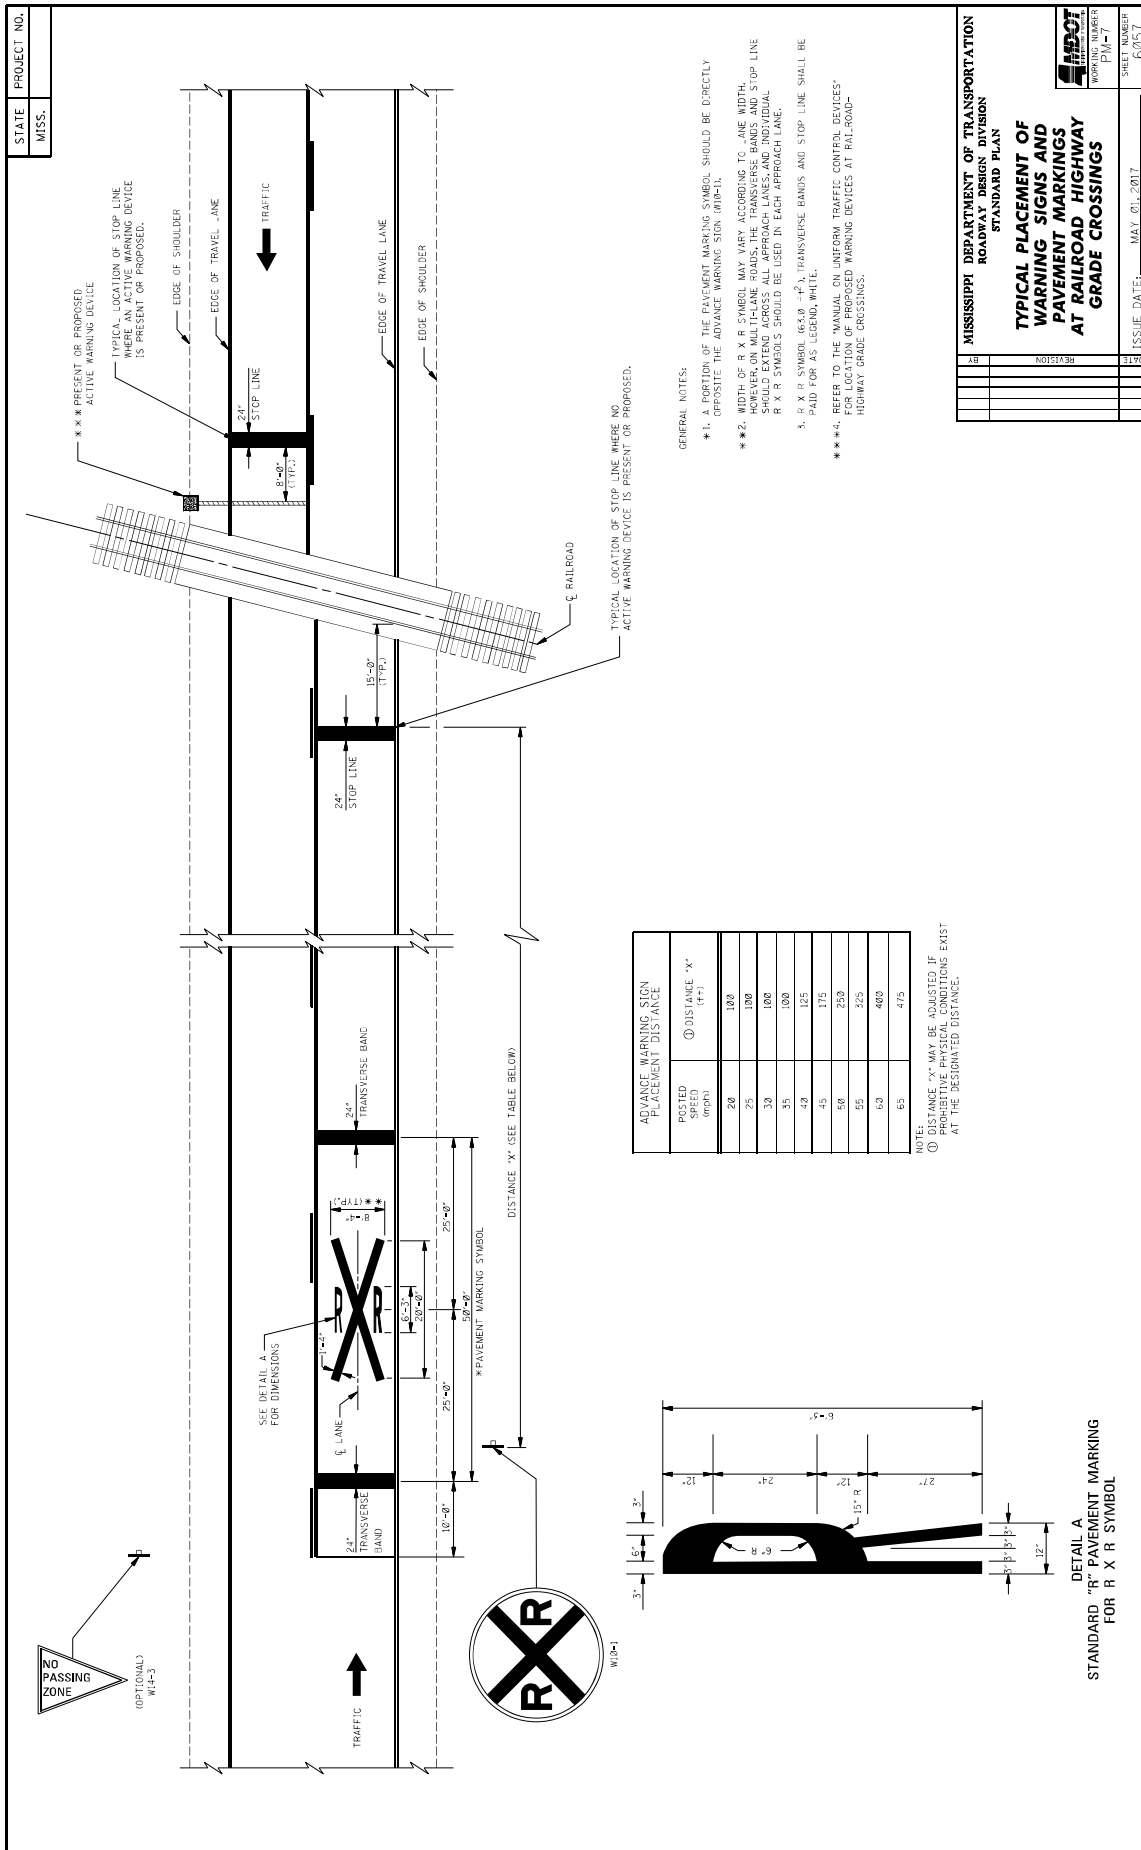 STATE
PROJECT NO.
MISS.
* * * PRESENT OR PROPOSED
ACTIVE WARNING DEVICE
TYPICAL LOCATION OF STOP LINE
WHERE AN ACTIVE WARNING DEVICE
IS PRESENT OR PROPOSED.
EDGE OF SHOULDER
EDGE OF TRAVEL LANE
TRAFFIC
24"
STOP LINE
8'-0"
(TYP.)
EDGE OF TRAVEL LANE
EDGE OF SHOULDER
℄ RAILROAD
15'-0"
(TYP.)
TYPICAL LOCATION OF STOP LINE WHERE NO
ACTIVE WARNING DEVICE IS PRESENT OR PROPOSED.
24"
STOP LINE
24"
TRANSVERSE BAND
DISTANCE "X" (SEE TABLE BELOW)
SEE DETAIL A
FOR DIMENSIONS
1'-4"
R
R
8'-4"
(TYP.) * *
℄ LANE
6'-3"
20'-0"
25'-0"
25'-0"
50'-0"
*PAVEMENT MARKING SYMBOL
24"
TRANSVERSE
BAND
10'-0"
NO
PASSING
ZONE
(OPTIONAL)
W14-3
TRAFFIC
R
R
W10-1
GENERAL NOTES:
* 1. A PORTION OF THE PAVEMENT MARKING SYMBOL SHOULD BE DIRECTLY
OPPOSITE THE ADVANCE WARNING SIGN (W10-1).
* * 2. WIDTH OF R X R SYMBOL MAY VARY ACCORDING TO LANE WIDTH.
HOWEVER, ON MULTI-LANE ROADS, THE TRANSVERSE BANDS AND STOP LINE
SHOULD EXTEND ACROSS ALL APPROACH LANES, AND INDIVIDUAL
R X R SYMBOLS SHOULD BE USED IN EACH APPROACH LANE.
3. R X R SYMBOL (63.0 ft²), TRANSVERSE BANDS AND STOP LINE SHALL BE
PAID FOR AS LEGEND, WHITE.
* * *4. REFER TO THE "MANUAL ON UNIFORM TRAFFIC CONTROL DEVICES"
FOR LOCATION OF PROPOSED WARNING DEVICES AT RAILROAD-
HIGHWAY GRADE CROSSINGS.
ADVANCE WARNING SIGN
PLACEMENT DISTANCE
POSTED
SPEED
(mph)
① DISTANCE "X"
(ft)
20 100
25 100
30 100
35 100
40 125
45 175
50 250
55 325
60 400
65 475
NOTE:
① DISTANCE "X" MAY BE ADJUSTED IF
PROHIBITIVE PHYSICAL CONDITIONS EXIST
AT THE DESIGNATED DISTANCE.
3"
6"
3"
6" R
15" R
12"
24"
12"
27"
6'-3"
3"
3"
3"
3"
12"
DETAIL A
STANDARD "R" PAVEMENT MARKING
FOR R X R SYMBOL
BY
REVISION
DATE
MISSISSIPPI DEPARTMENT OF TRANSPORTATION
ROADWAY DESIGN DIVISION
STANDARD PLAN
TYPICAL PLACEMENT OF
WARNING SIGNS AND
PAVEMENT MARKINGS
AT RAILROAD HIGHWAY
GRADE CROSSINGS
MDOT
WORKING NUMBER
PM-7
SHEET NUMBER
6057
ISSUE DATE: MAY 01, 2017